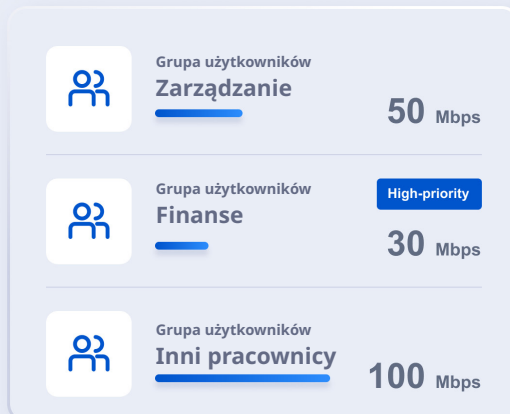 Grupa użytkowników
Zarządzanie
50 Mbps
Grupa użytkowników
High-priority
Finanse
30 Mbps
Grupa użytkowników
Inni pracownicy
100 Mbps